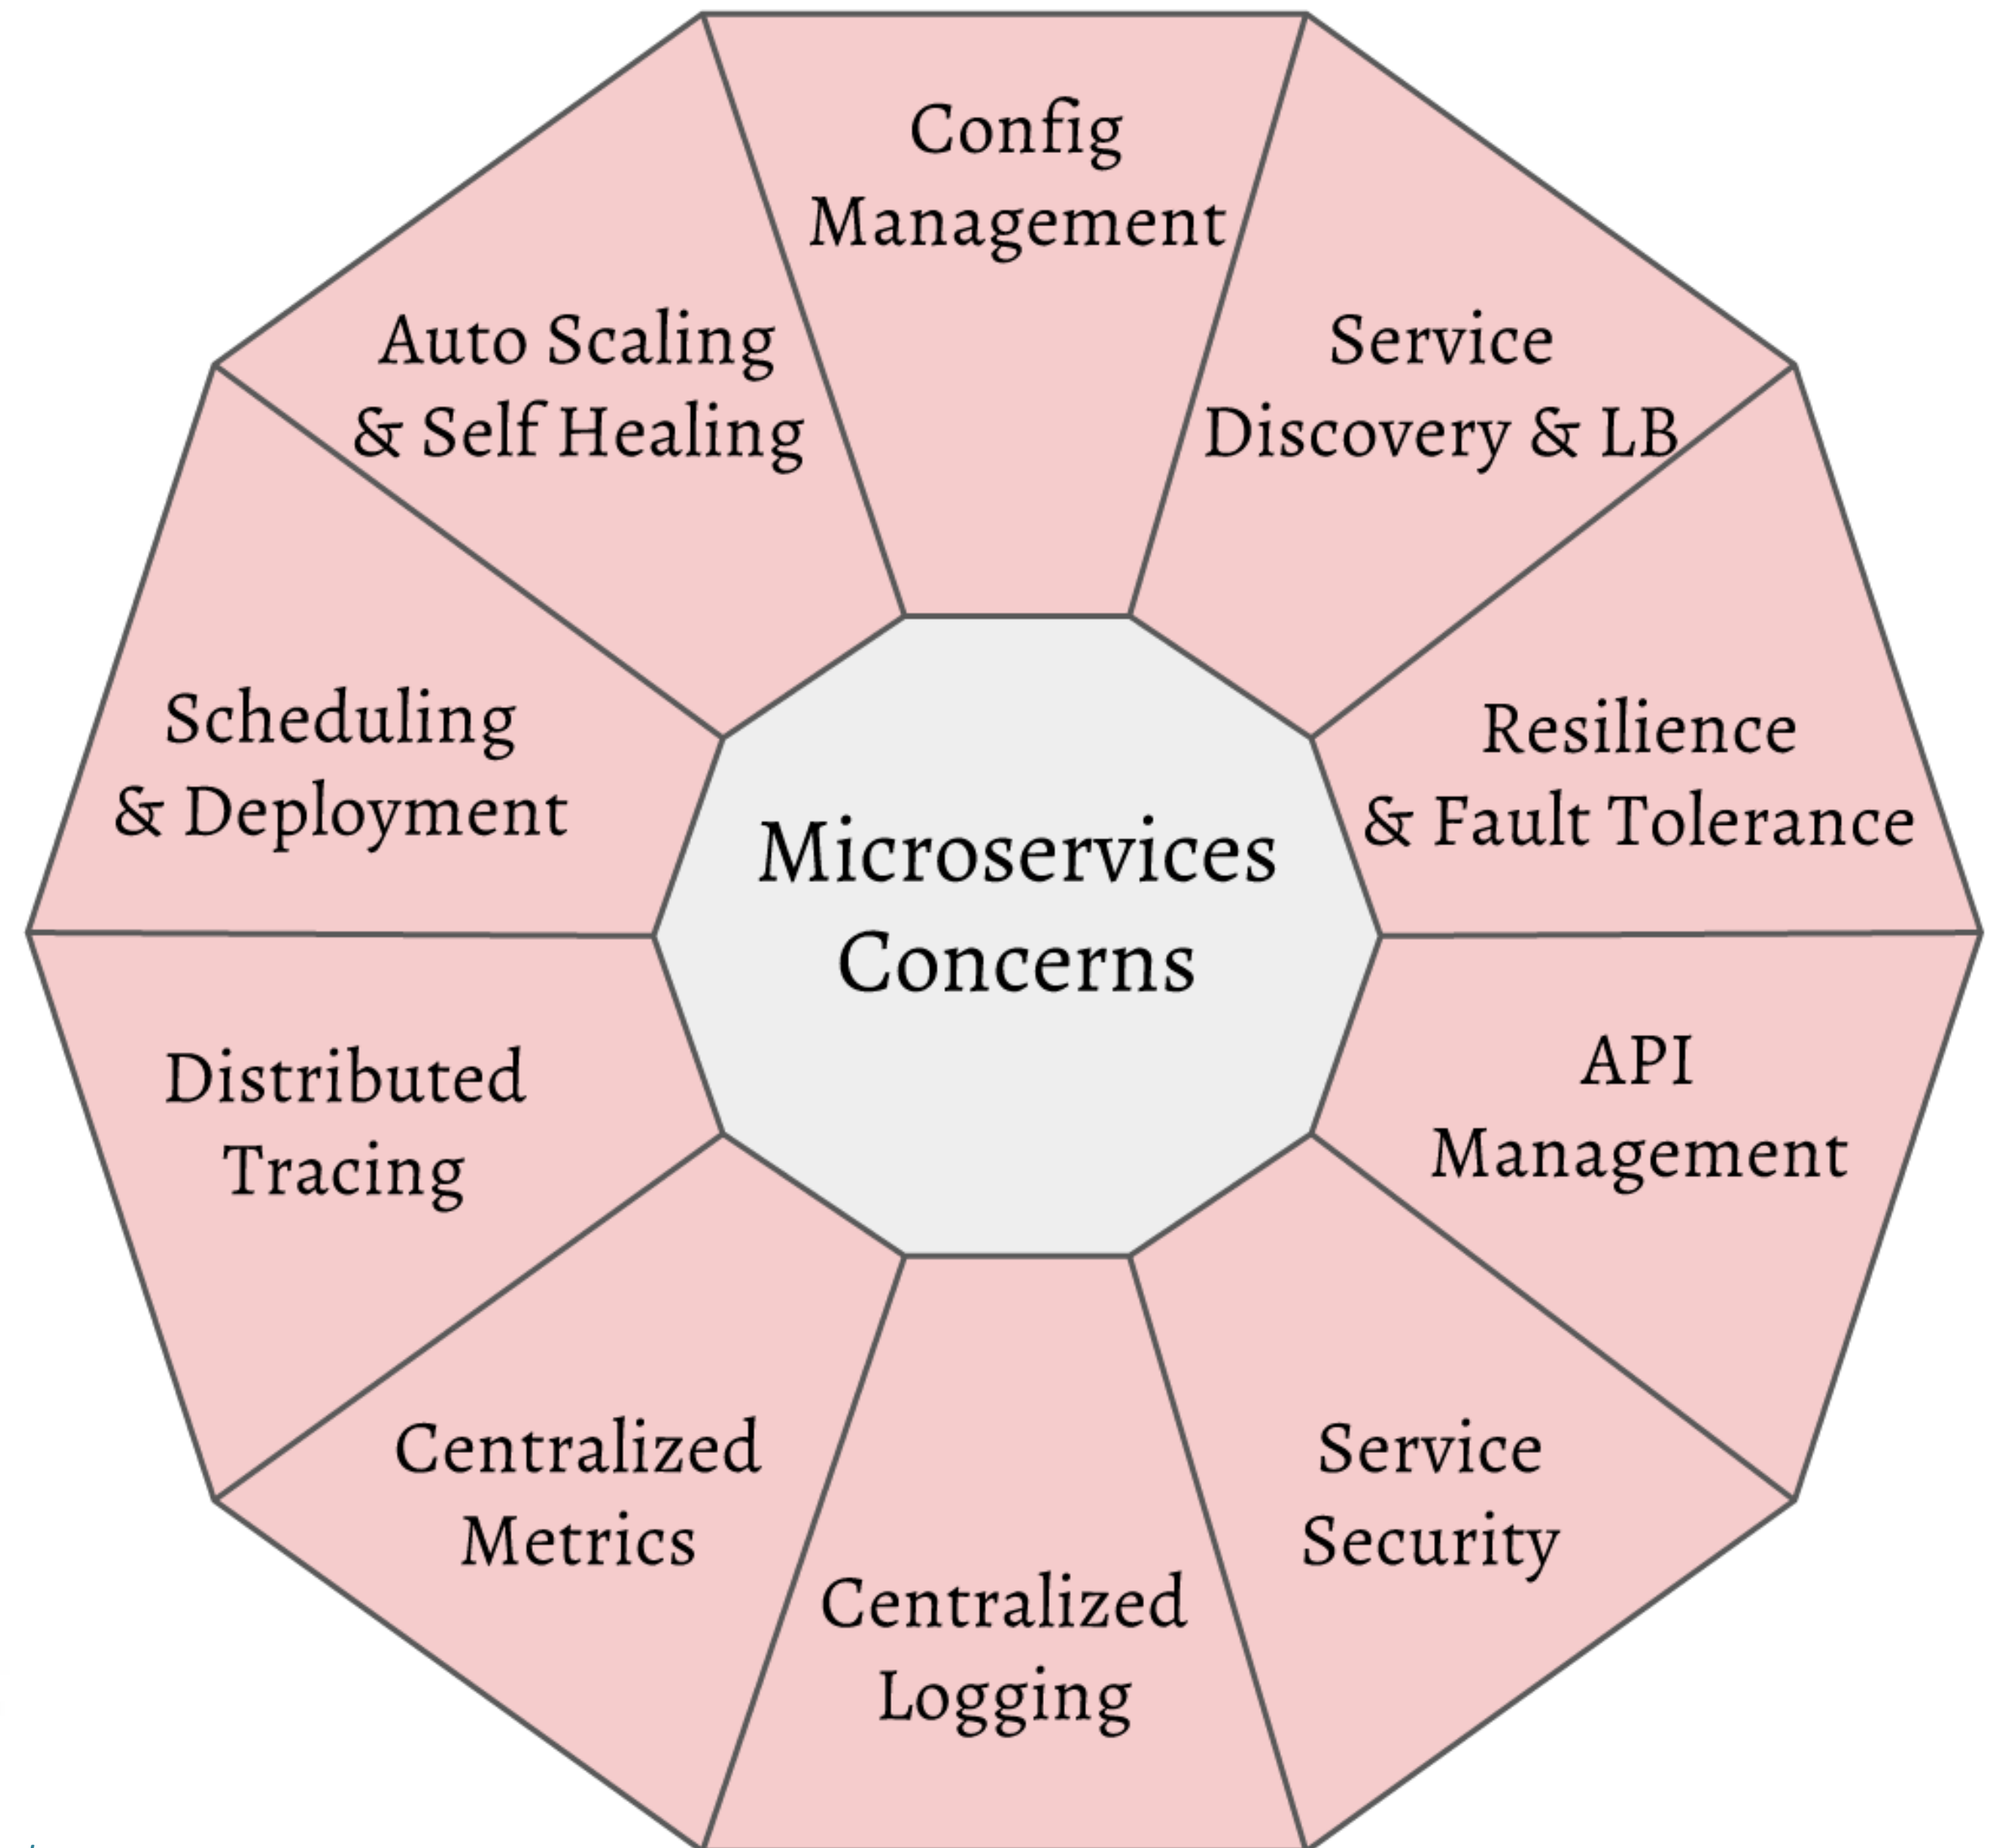 Config
Management
Service
Discovery & LB
Resilience
& Fault Tolerance
API
Management
Service
Security
Centralized
Logging
Centralized
Metrics
Distributed
Tracing
Scheduling
& Deployment
Auto Scaling
& Self Healing
Microservices
Concerns